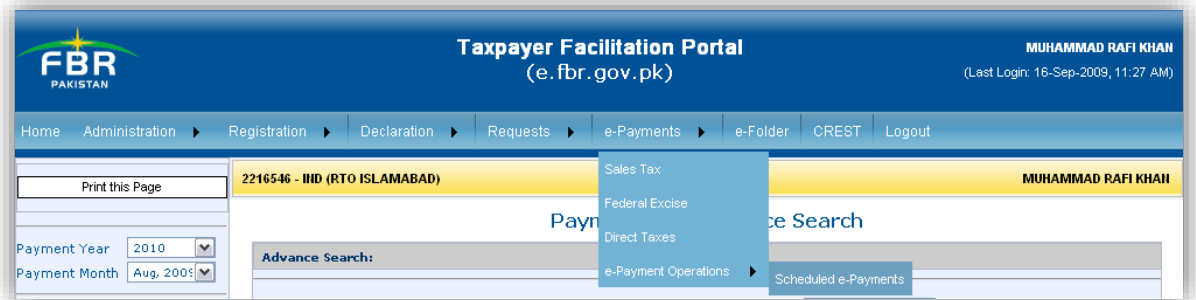 FBR
PAKISTAN
Taxpayer Facilitation Portal
(e.fbr.gov.pk)
MUHAMMAD RAFI KHAN
(Last Login: 16-Sep-2009, 11:27 AM)
Home Administration Registration Declaration Requests e-Payments e-Folder CREST Logout
Print this Page
2216546 - IND (RTO ISLAMABAD)
MUHAMMAD RAFI KHAN
Sales Tax
Federal Excise
Direct Taxes
e-Payment Operations
Scheduled e-Payments
Search
Payment Year 2010
Payment Month Aug, 2009
Advance Search: